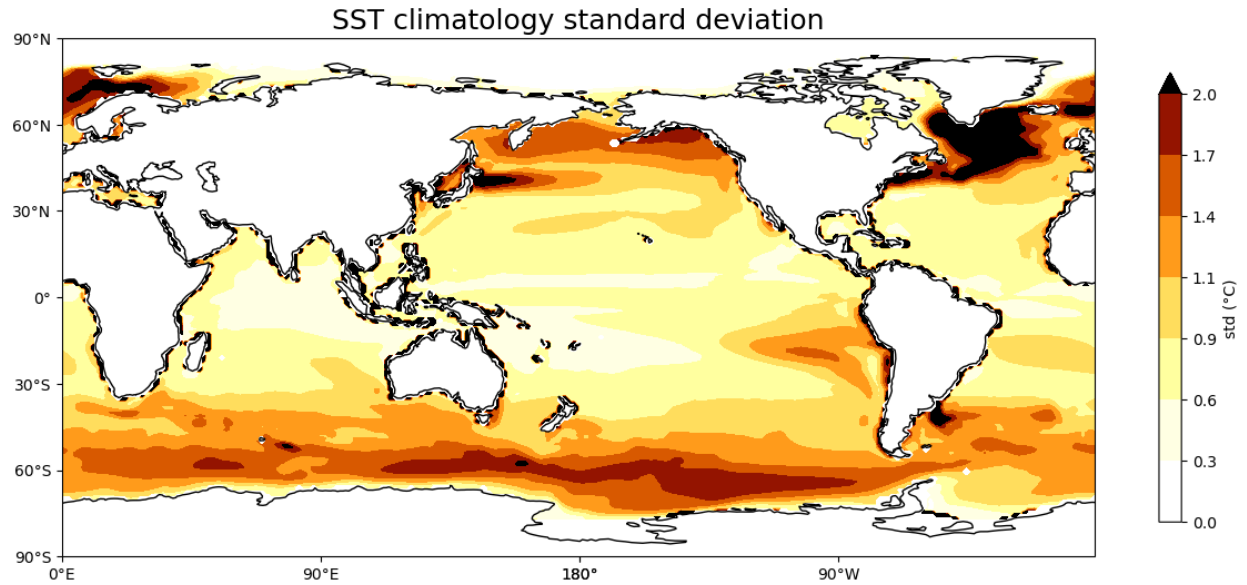 SST climatology standard deviation
90°N
60°N
30°N
0°
30°S
60°S
90°S
0°E
90°E
180°
90°W
2.0
1.7
1.4
1.1
0.9
0.6
0.3
0.0
std (°C)